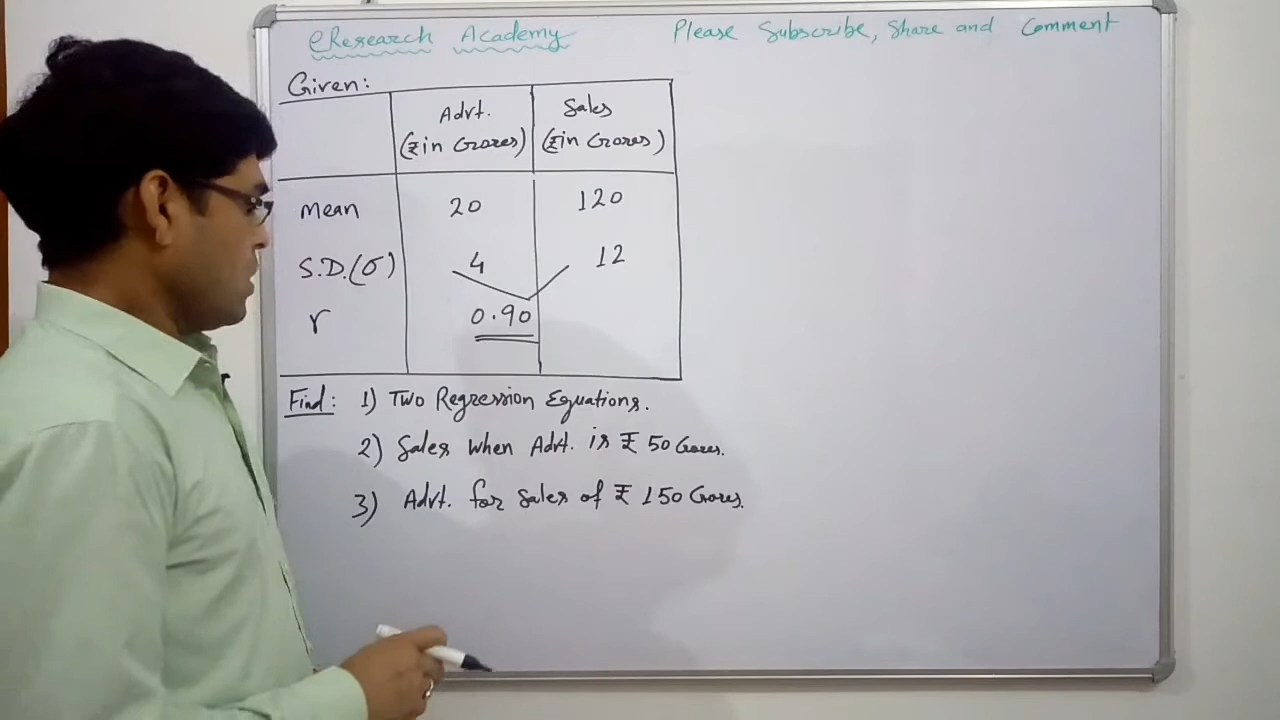 eResearch Academy Please Subscribe, Share and Comment
Given:
Advt. Sales
(₹ in Crores) (₹ in Crores)
Mean 20 120
S.D.(σ) 4 12
r 0.90
Find: 1) Two Regression Equations.
2) Sales when Advt. is ₹ 50 Crores.
3) Advt. for Sales of ₹ 150 Crores.